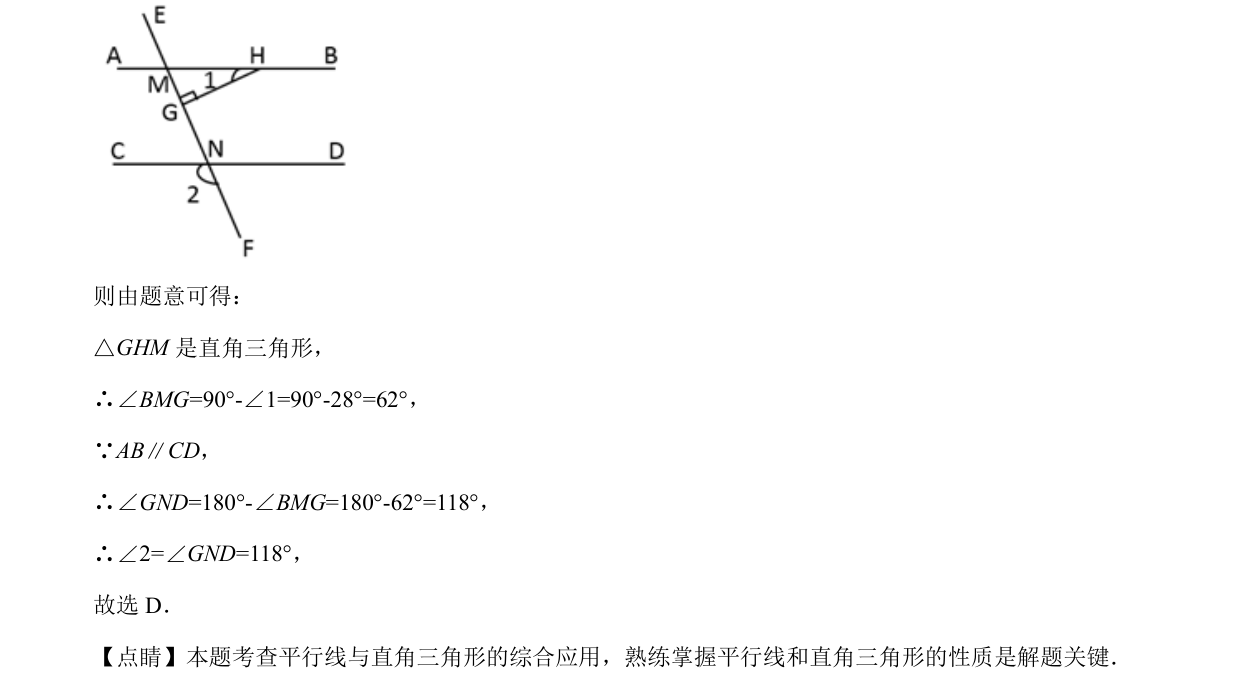 E
A H B
M 1
G
C N D
2
F
则由题意可得：
△GHM 是直角三角形，
∴∠BMG=90°-∠1=90°-28°=62°，
∵AB∥CD，
∴∠GND=180°-∠BMG=180°-62°=118°，
∴∠2=∠GND=118°，
故选 D．
【点睛】本题考查平行线与直角三角形的综合应用，熟练掌握平行线和直角三角形的性质是解题关键．